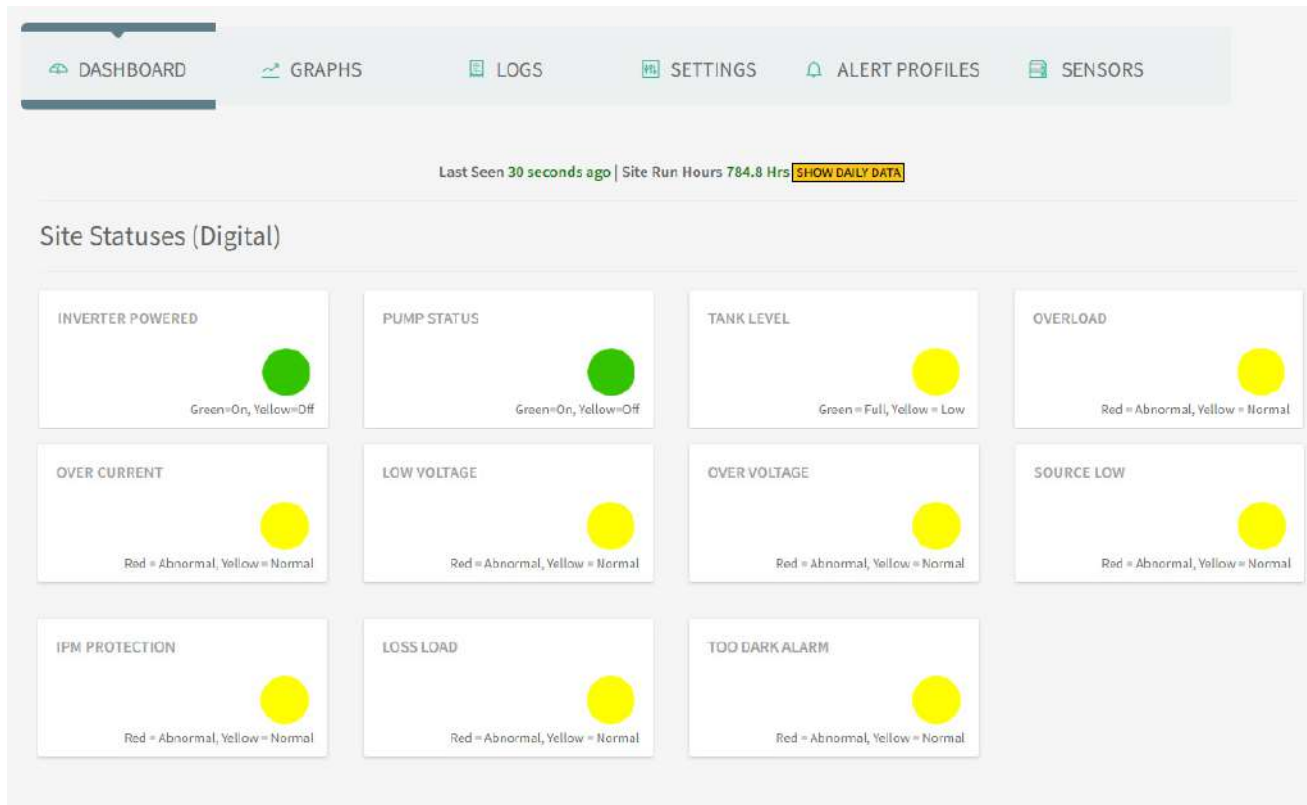 DASHBOARD GRAPHS LOGS SETTINGS ALERT PROFILES SENSORS
Last Seen 30 seconds ago | Site Run Hours 784.8 Hrs SHOW DAILY DATA
Site Statuses (Digital)
INVERTER POWERED
Green=On, Yellow=Off
PUMP STATUS
Green=On, Yellow=Off
TANK LEVEL
Green = Full, Yellow = Low
OVERLOAD
Red = Abnormal, Yellow = Normal
OVER CURRENT
Red = Abnormal, Yellow = Normal
LOW VOLTAGE
Red = Abnormal, Yellow = Normal
OVER VOLTAGE
Red = Abnormal, Yellow = Normal
SOURCE LOW
Red = Abnormal, Yellow = Normal
IPM PROTECTION
Red = Abnormal, Yellow = Normal
LOSS LOAD
Red = Abnormal, Yellow = Normal
TOO DARK ALARM
Red = Abnormal, Yellow = Normal